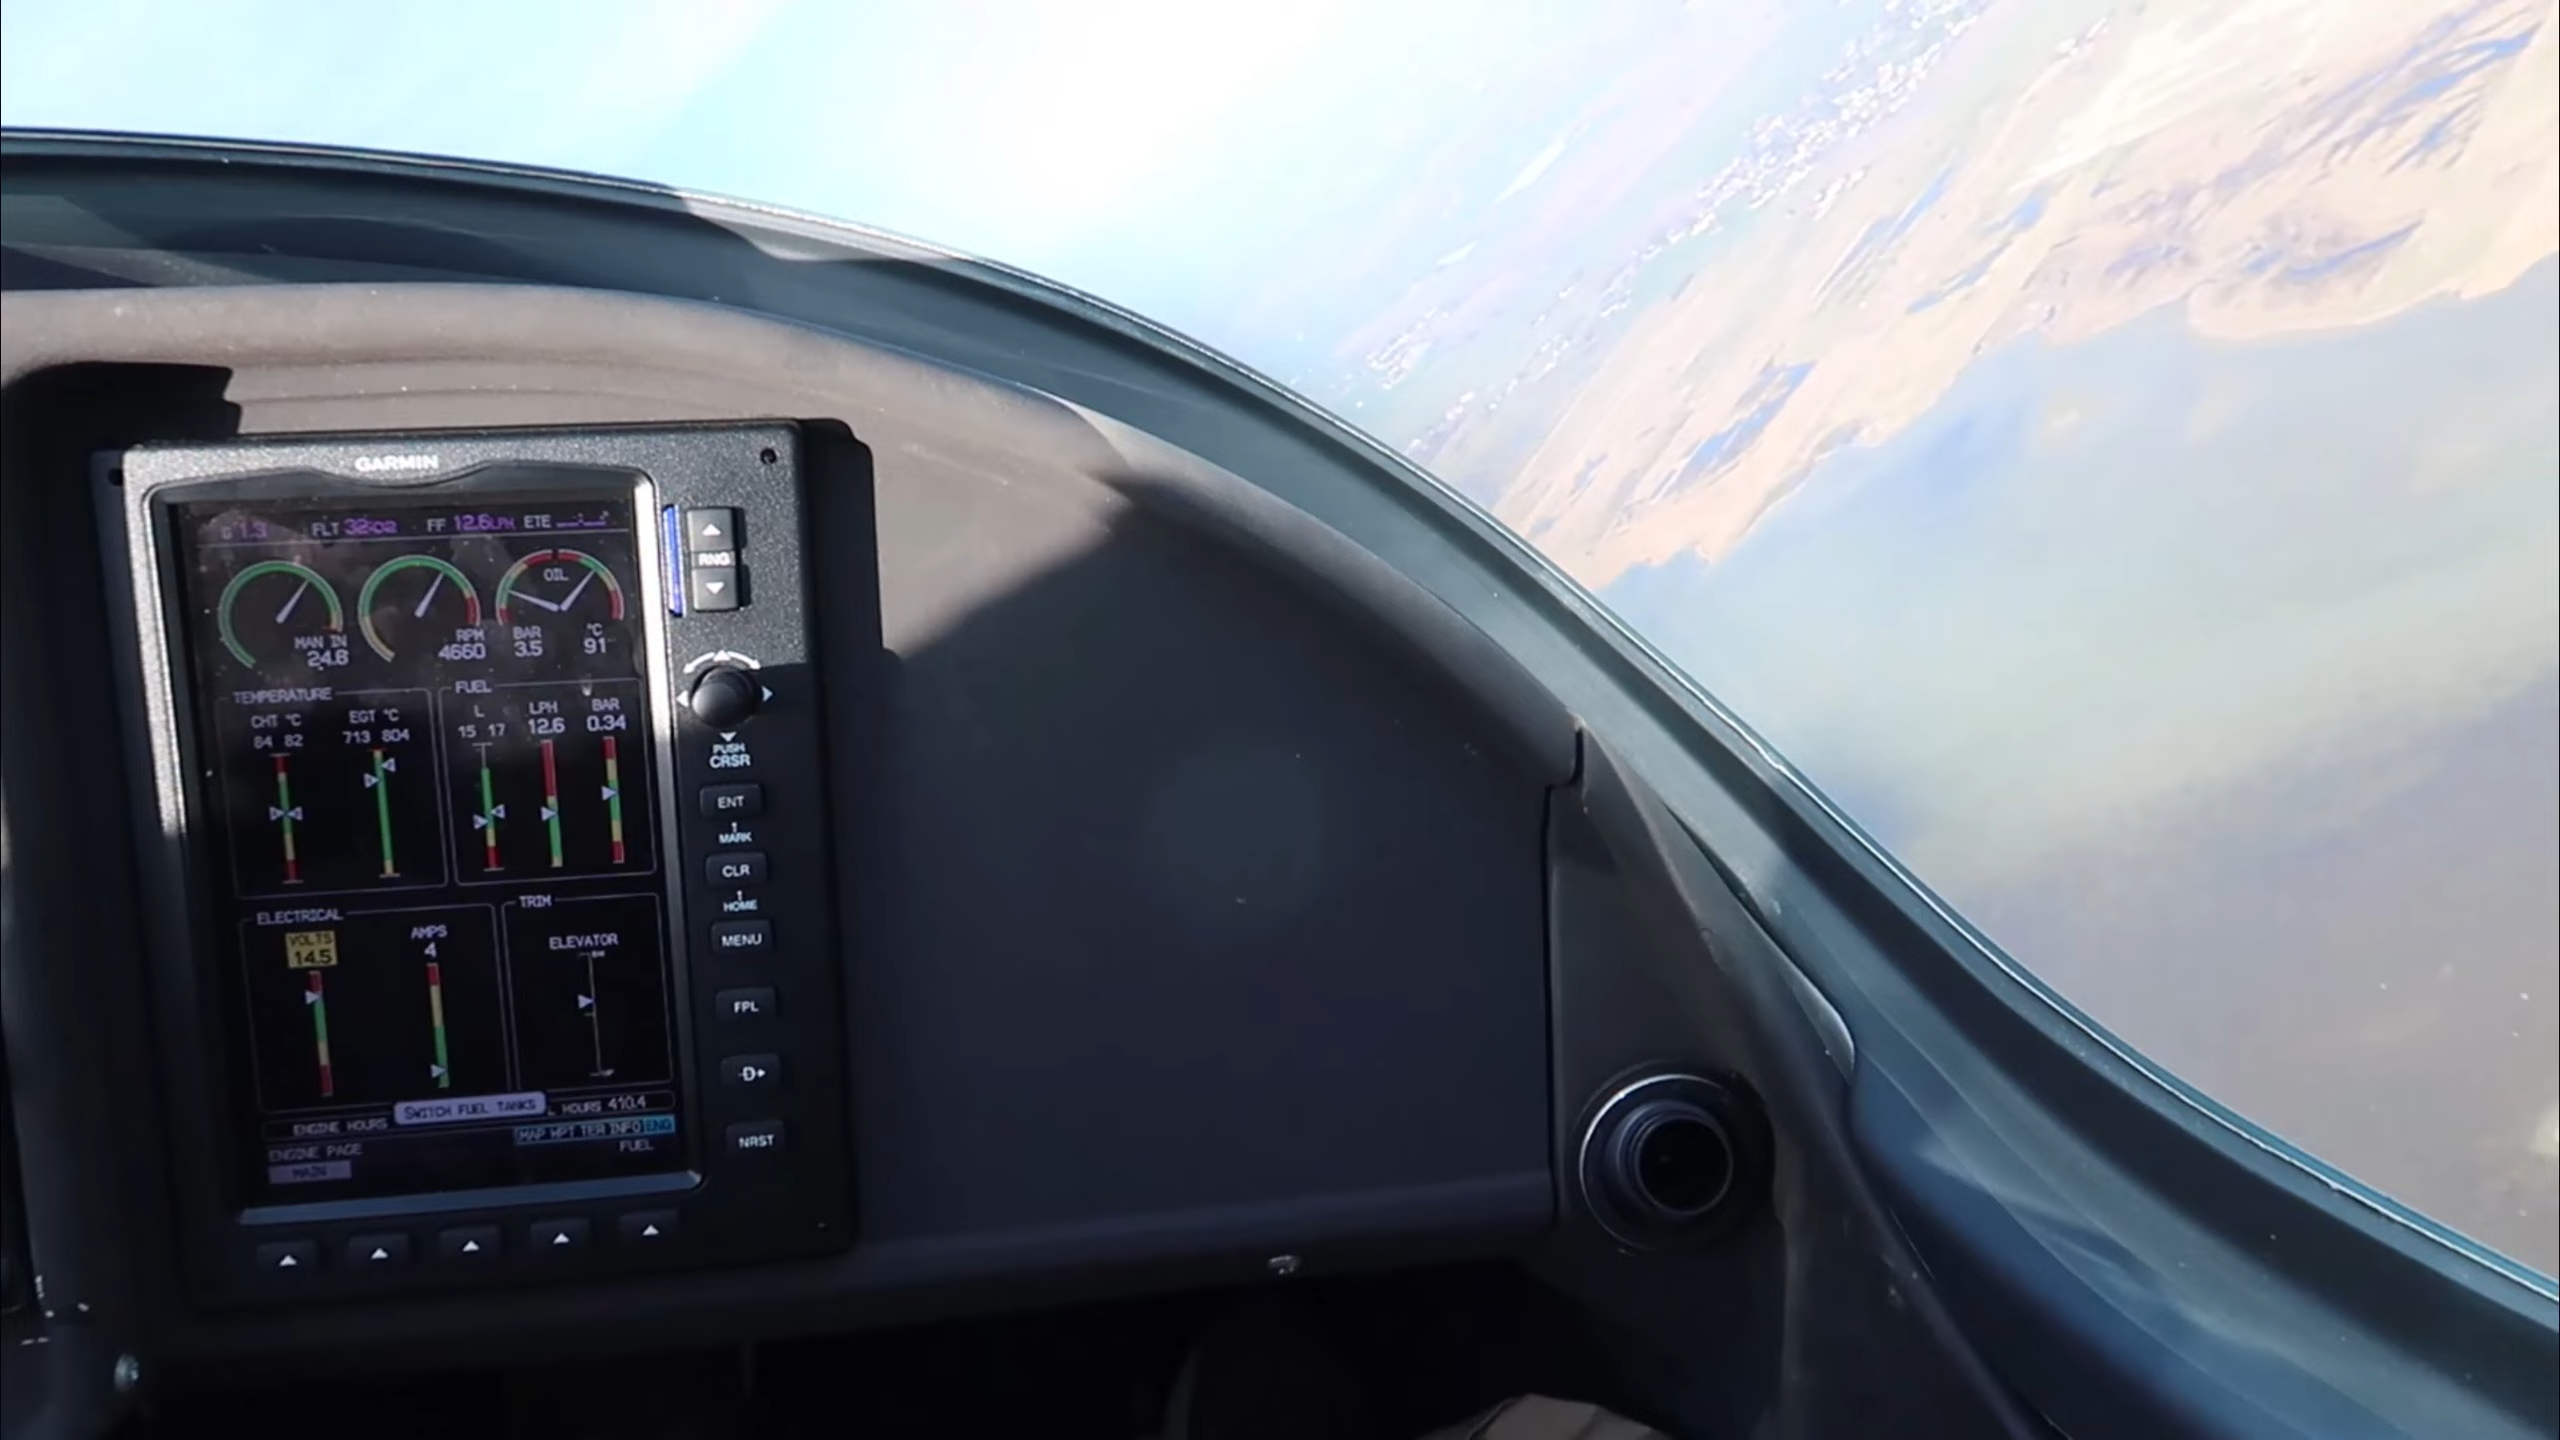 GARMIN
G 1.3 FLT 32:02 FF 12.6LPH ETE
RNG
OIL
MAN IN
24.8
RPM
4660
BAR
3.5
°C
91
TEMPERATURE
CHT °C EGT °C
84 82 713 804
FUEL
L LPH BAR
15 17 12.6 0.34
PUSH
CRSR
ENT
MARK
CLR
HOME
MENU
FPL
D
NRST
ELECTRICAL
VOLTS AMPS
14.5 4
TRIM
ELEVATOR
ENGINE HOURS SWITCH FUEL TANKS L HOURS 410.4
MAP WPT TER INFO ENG
ENGINE PAGE FUEL
MAIN